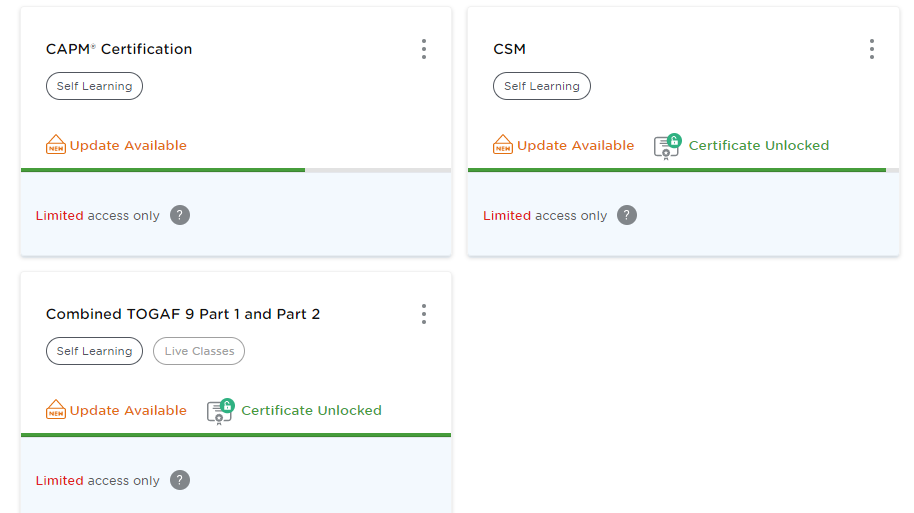 CAPM® Certification
Self Learning
NEW Update Available
Limited access only ?
CSM
Self Learning
NEW Update Available Certificate Unlocked
Limited access only ?
Combined TOGAF 9 Part 1 and Part 2
Self Learning Live Classes
NEW Update Available Certificate Unlocked
Limited access only ?